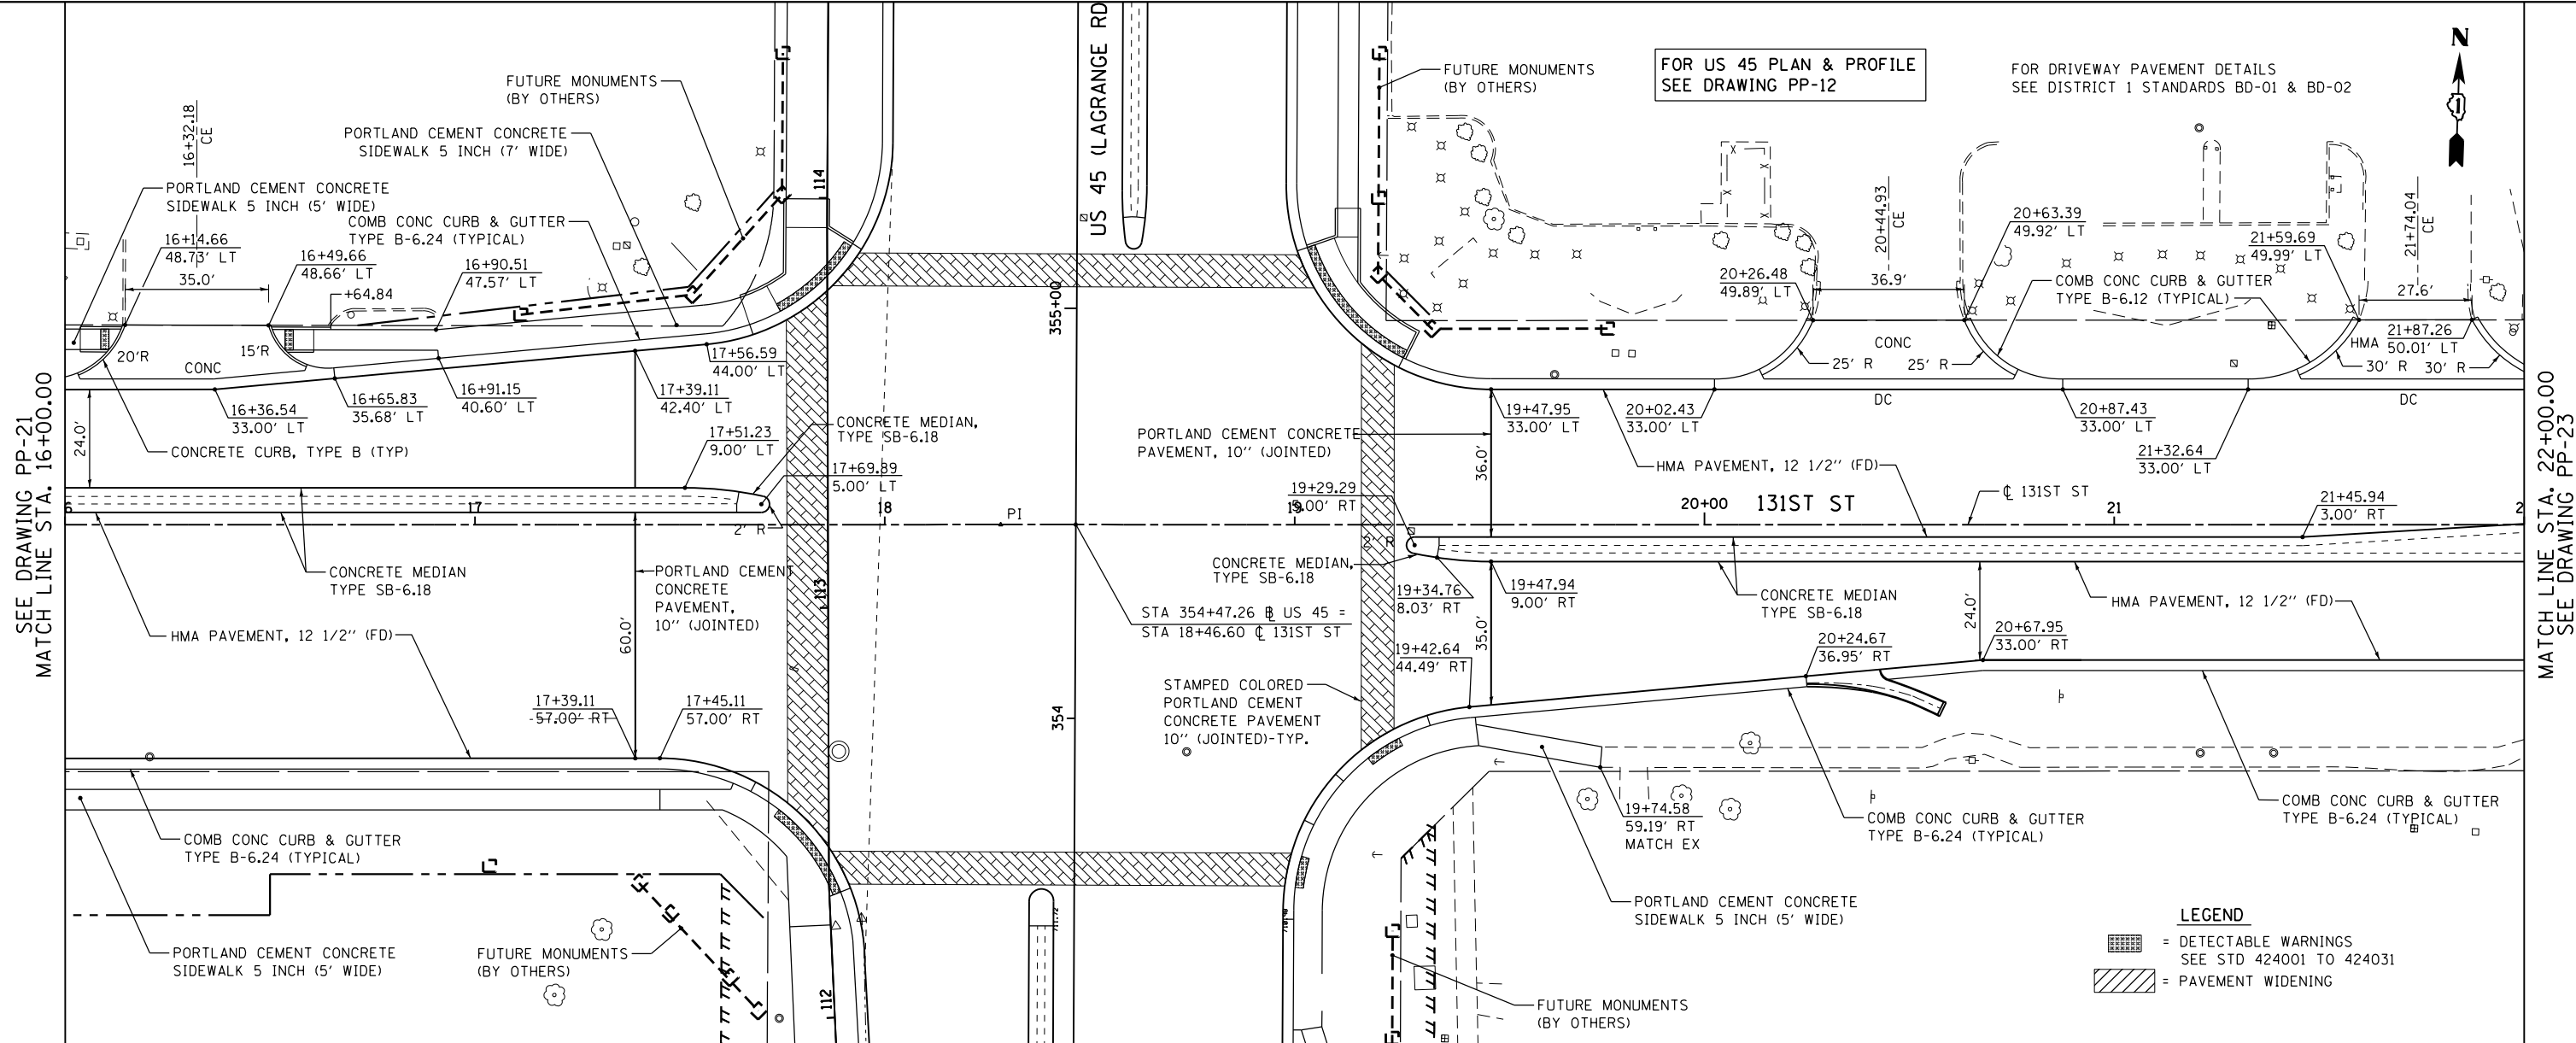 SEE DRAWING PP-21
MATCH LINE STA. 16+00.00
16+32.18
CE
FUTURE MONUMENTS
(BY OTHERS)
PORTLAND CEMENT CONCRETE
SIDEWALK 5 INCH (7' WIDE)
PORTLAND CEMENT CONCRETE
SIDEWALK 5 INCH (5' WIDE)
COMB CONC CURB & GUTTER
TYPE B-6.24 (TYPICAL)
16+14.66
48.73' LT
35.0'
16+49.66
48.66' LT
+64.84
16+90.51
47.57' LT
20'R
15'R
CONC
16+36.54
33.00' LT
16+65.83
35.68' LT
16+91.15
40.60' LT
17+39.11
42.40' LT
17+56.59
44.00' LT
24.0'
CONCRETE CURB, TYPE B (TYP)
17+51.23
9.00' LT
CONCRETE MEDIAN,
TYPE SB-6.18
17+69.89
5.00' LT
6
17
18
2' R
PI
CONCRETE MEDIAN
TYPE SB-6.18
PORTLAND CEMENT
CONCRETE
PAVEMENT,
10" (JOINTED)
60.0'
HMA PAVEMENT, 12 1/2" (FD)
17+39.11
57.00' RT
17+45.11
57.00' RT
COMB CONC CURB & GUTTER
TYPE B-6.24 (TYPICAL)
PORTLAND CEMENT CONCRETE
SIDEWALK 5 INCH (5' WIDE)
FUTURE MONUMENTS
(BY OTHERS)
114
113
112
US 45 (LAGRANGE RD
355+00
354
FUTURE MONUMENTS
(BY OTHERS)
FOR US 45 PLAN & PROFILE
SEE DRAWING PP-12
FOR DRIVEWAY PAVEMENT DETAILS
SEE DISTRICT 1 STANDARDS BD-01 & BD-02
N
1
20+44.93
CE
20+63.39
49.92' LT
20+26.48
49.89' LT
36.9'
COMB CONC CURB & GUTTER
TYPE B-6.12 (TYPICAL)
21+59.69
49.99' LT
21+74.04
CE
27.6'
21+87.26
50.01' LT
HMA
CONC
25' R
25' R
30' R
30' R
DC
DC
19+47.95
33.00' LT
20+02.43
33.00' LT
20+87.43
33.00' LT
21+32.64
33.00' LT
PORTLAND CEMENT CONCRETE
PAVEMENT, 10" (JOINTED)
36.0'
HMA PAVEMENT, 12 1/2" (FD)
19+29.29
5.00' RT
19
20+00
131ST ST
℄ 131ST ST
21
2
21+45.94
3.00' RT
2' R
CONCRETE MEDIAN,
TYPE SB-6.18
19+34.76
8.03' RT
19+47.94
9.00' RT
CONCRETE MEDIAN
TYPE SB-6.18
24.0'
HMA PAVEMENT, 12 1/2" (FD)
STA 354+47.26 B US 45 =
STA 18+46.60 ℄ 131ST ST
19+42.64
44.49' RT
35.0'
20+24.67
36.95' RT
20+67.95
33.00' RT
STAMPED COLORED
PORTLAND CEMENT
CONCRETE PAVEMENT
10" (JOINTED)-TYP.
19+74.58
59.19' RT
MATCH EX
COMB CONC CURB & GUTTER
TYPE B-6.24 (TYPICAL)
COMB CONC CURB & GUTTER
TYPE B-6.24 (TYPICAL)
PORTLAND CEMENT CONCRETE
SIDEWALK 5 INCH (5' WIDE)
FUTURE MONUMENTS
(BY OTHERS)
LEGEND
= DETECTABLE WARNINGS
SEE STD 424001 TO 424031
= PAVEMENT WIDENING
MATCH LINE STA. 22+00.00
SEE DRAWING PP-23